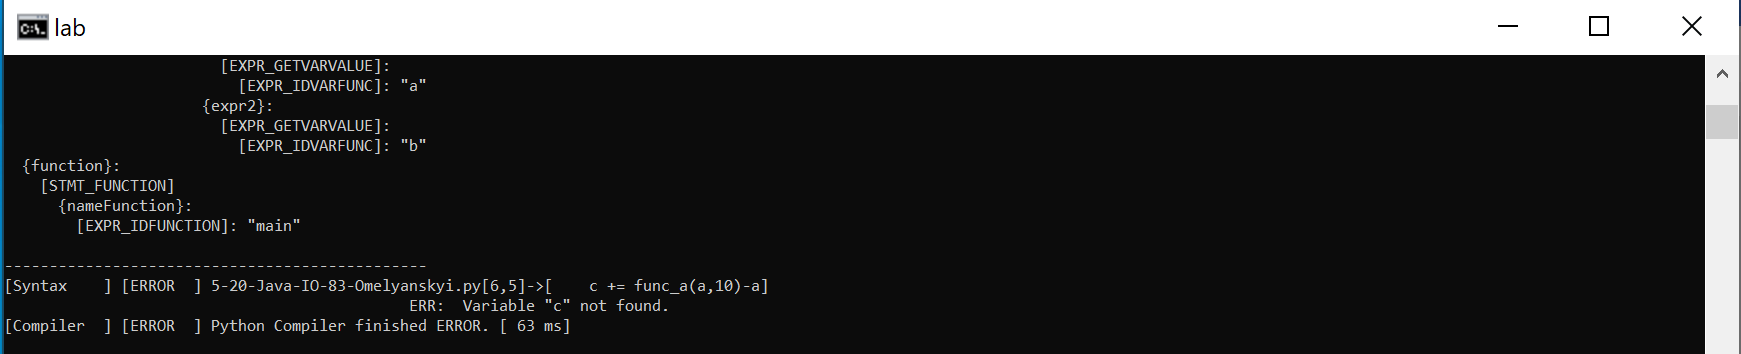 lab
[EXPR_GETVARVALUE]:
[EXPR_IDVARFUNC]: "a"
{expr2}:
[EXPR_GETVARVALUE]:
[EXPR_IDVARFUNC]: "b"
{function}:
[STMT_FUNCTION]
{nameFunction}:
[EXPR_IDFUNCTION]: "main"
-----------------------------------------------
[Syntax    ] [ERROR  ] 5-20-Java-IO-83-Omelyanskyi.py[6,5]->[    c += func_a(a,10)-a]
ERR:  Variable "c" not found.
[Compiler  ] [ERROR  ] Python Compiler finished ERROR. [ 63 ms]